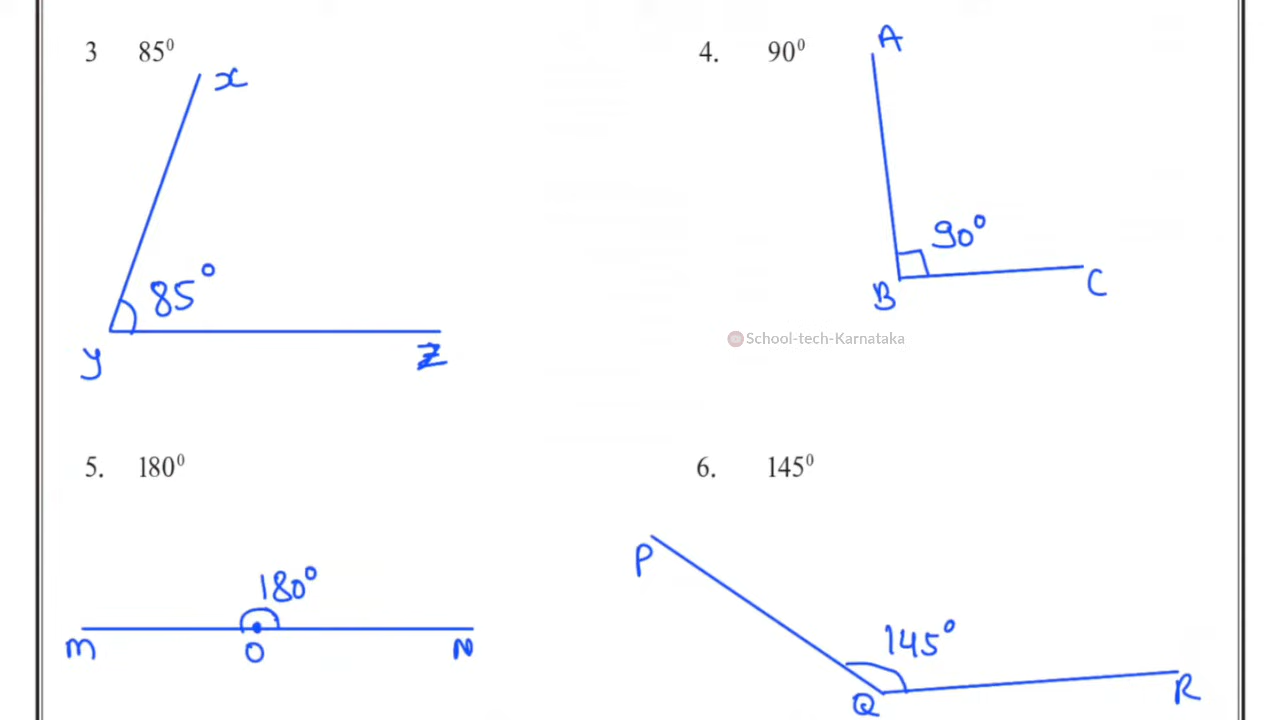 3 85⁰
x
85°
y
z
4. 90⁰
A
90°
B
C
School-tech-Karnataka
5. 180⁰
180°
M
O
N
6. 145⁰
P
145°
Q
R